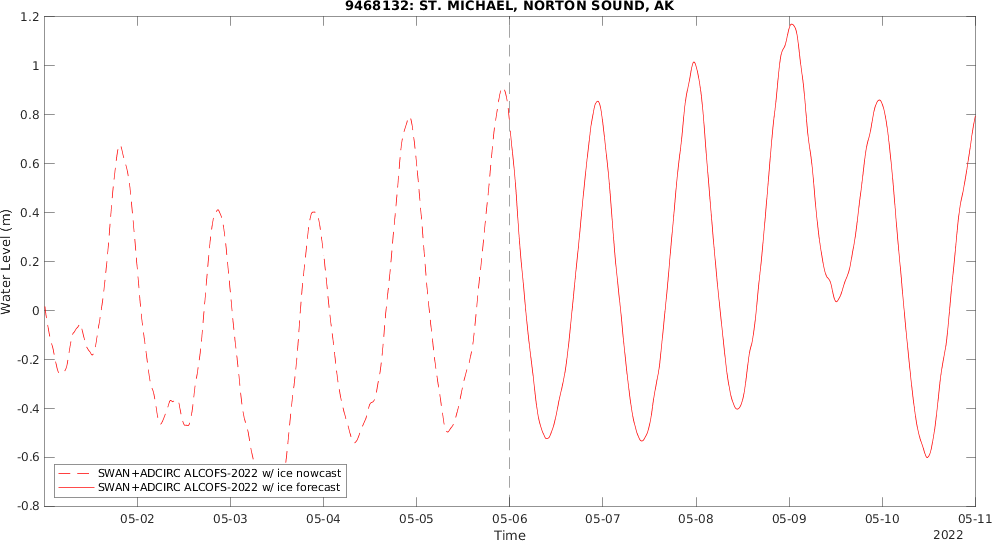 9468132: ST. MICHAEL, NORTON SOUND, AK
1.2
1
0.8
0.6
0.4
0.2
0
-0.2
-0.4
-0.6
-0.8
Water Level (m)
SWAN+ADCIRC ALCOFS-2022 w/ ice nowcast
SWAN+ADCIRC ALCOFS-2022 w/ ice forecast
05-02 05-03 05-04 05-05 05-06 05-07 05-08 05-09 05-10 05-11
Time
2022